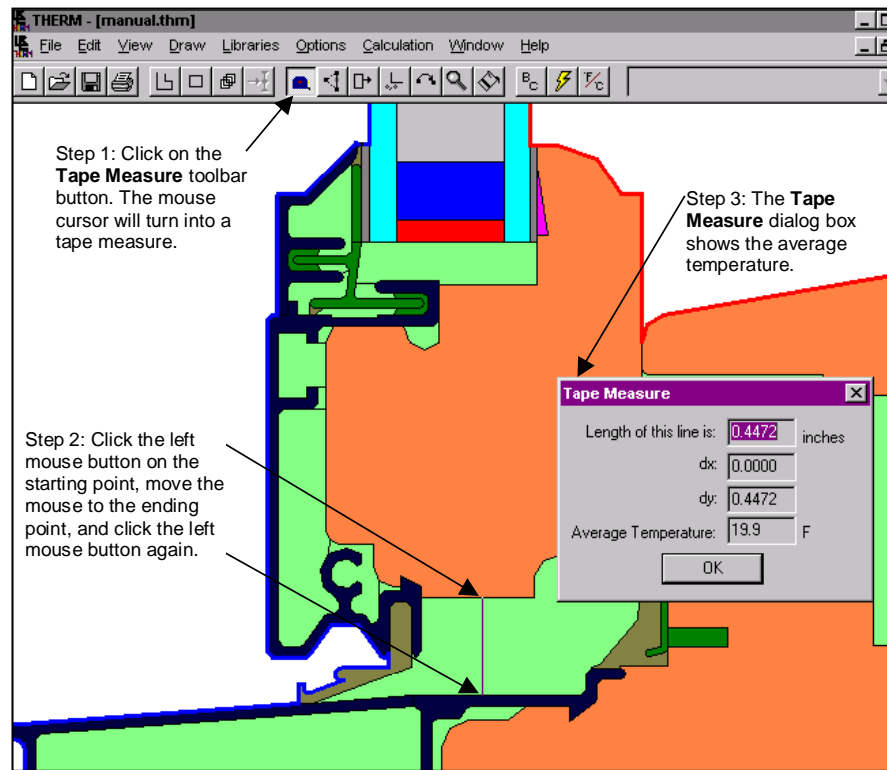 THERM - [manual.thm]
File Edit View Draw Libraries Options Calculation Window Help
BC F/C
Step 1: Click on the
Tape Measure toolbar
button. The mouse
cursor will turn into a
tape measure.
Step 3: The Tape
Measure dialog box
shows the average
temperature.
Tape Measure
Length of this line is: 0.4472 inches
dx: 0.0000
dy: 0.4472
Average Temperature: 19.9 F
OK
Step 2: Click the left
mouse button on the
starting point, move the
mouse to the ending
point, and click the left
mouse button again.